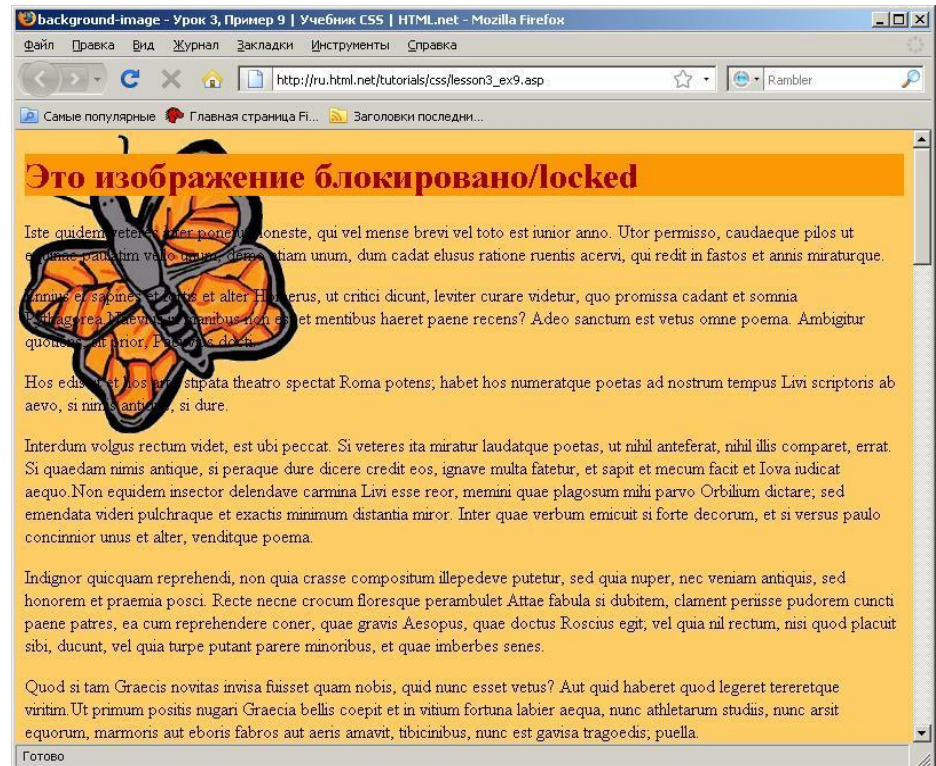 background-image - Урок 3, Пример 9 | Учебник CSS | HTML.net - Mozilla Firefox
Файл Правка Вид Журнал Закладки Инструменты Справка
http://ru.html.net/tutorials/css/lesson3_ex9.asp Rambler
Самые популярные Главная страница Fi... Заголовки последни...
Это изображение блокировано/locked
Iste quidem veteres inter ponetur honeste, qui vel mense brevi vel toto est iunior anno. Utor permisso, caudaeque pilos ut
equinae paulatim vello unum, demo etiam unum, dum cadat elusus ratione ruentis acervi, qui redit in fastos et annis miraturque.
Ennius et sapines et fortis et alter Homerus, ut critici dicunt, leviter curare videtur, quo promissa cadant et somnia
Pythagorea.Naevius in manibus non est et mentibus haeret paene recens? Adeo sanctum est vetus omne poema. Ambigitur
quotiens, sit prior, Pacuvius docti
Hos ediscit et hos arto stipata theatro spectat Roma potens; habet hos numeratque poetas ad nostrum tempus Livi scriptoris ab
aevo, si nimis antique, si dure.
Interdum volgus rectum videt, est ubi peccat. Si veteres ita miratur laudatque poetas, ut nihil anteferat, nihil illis comparet, errat.
Si quaedam nimis antique, si peraque dure dicere credit eos, ignave multa fatetur, et sapit et mecum facit et Iova iudicat
aequo.Non equidem insector delendave carmina Livi esse reor, memini quae plagosum mihi parvo Orbilium dictare; sed
emendata videri pulchraque et exactis minimum distantia miror. Inter quae verbum emicuit si forte decorum, et si versus paulo
concinnior unus et alter, venditque poema.
Indignor quicquam reprehendi, non quia crasse compositum illepedeve putetur, sed quia nuper, nec veniam antiquis, sed
honorem et praemia posci. Recte necne crocum floresque perambulet Attae fabula si dubitem, clament periisse pudorem cuncti
paene patres, ea cum reprehendere coner, quae gravis Aesopus, quae doctus Roscius egit; vel quia nil rectum, nisi quod placuit
sibi, ducunt, vel quia turpe putant parere minoribus, et quae imberbes senes.
Quod si tam Graecis novitas invisa fuisset quam nobis, quid nunc esset vetus? Aut quid haberet quod legeret tereretque
viritim.Ut primum positis nugari Graecia bellis coepit et in vitium fortuna labier aequa, nunc athletarum studiis, nunc arsit
equorum, marmoris aut eboris fabros aut aeris amavit, tibicinibus, nunc est gavisa tragoedis; puella.
Готово